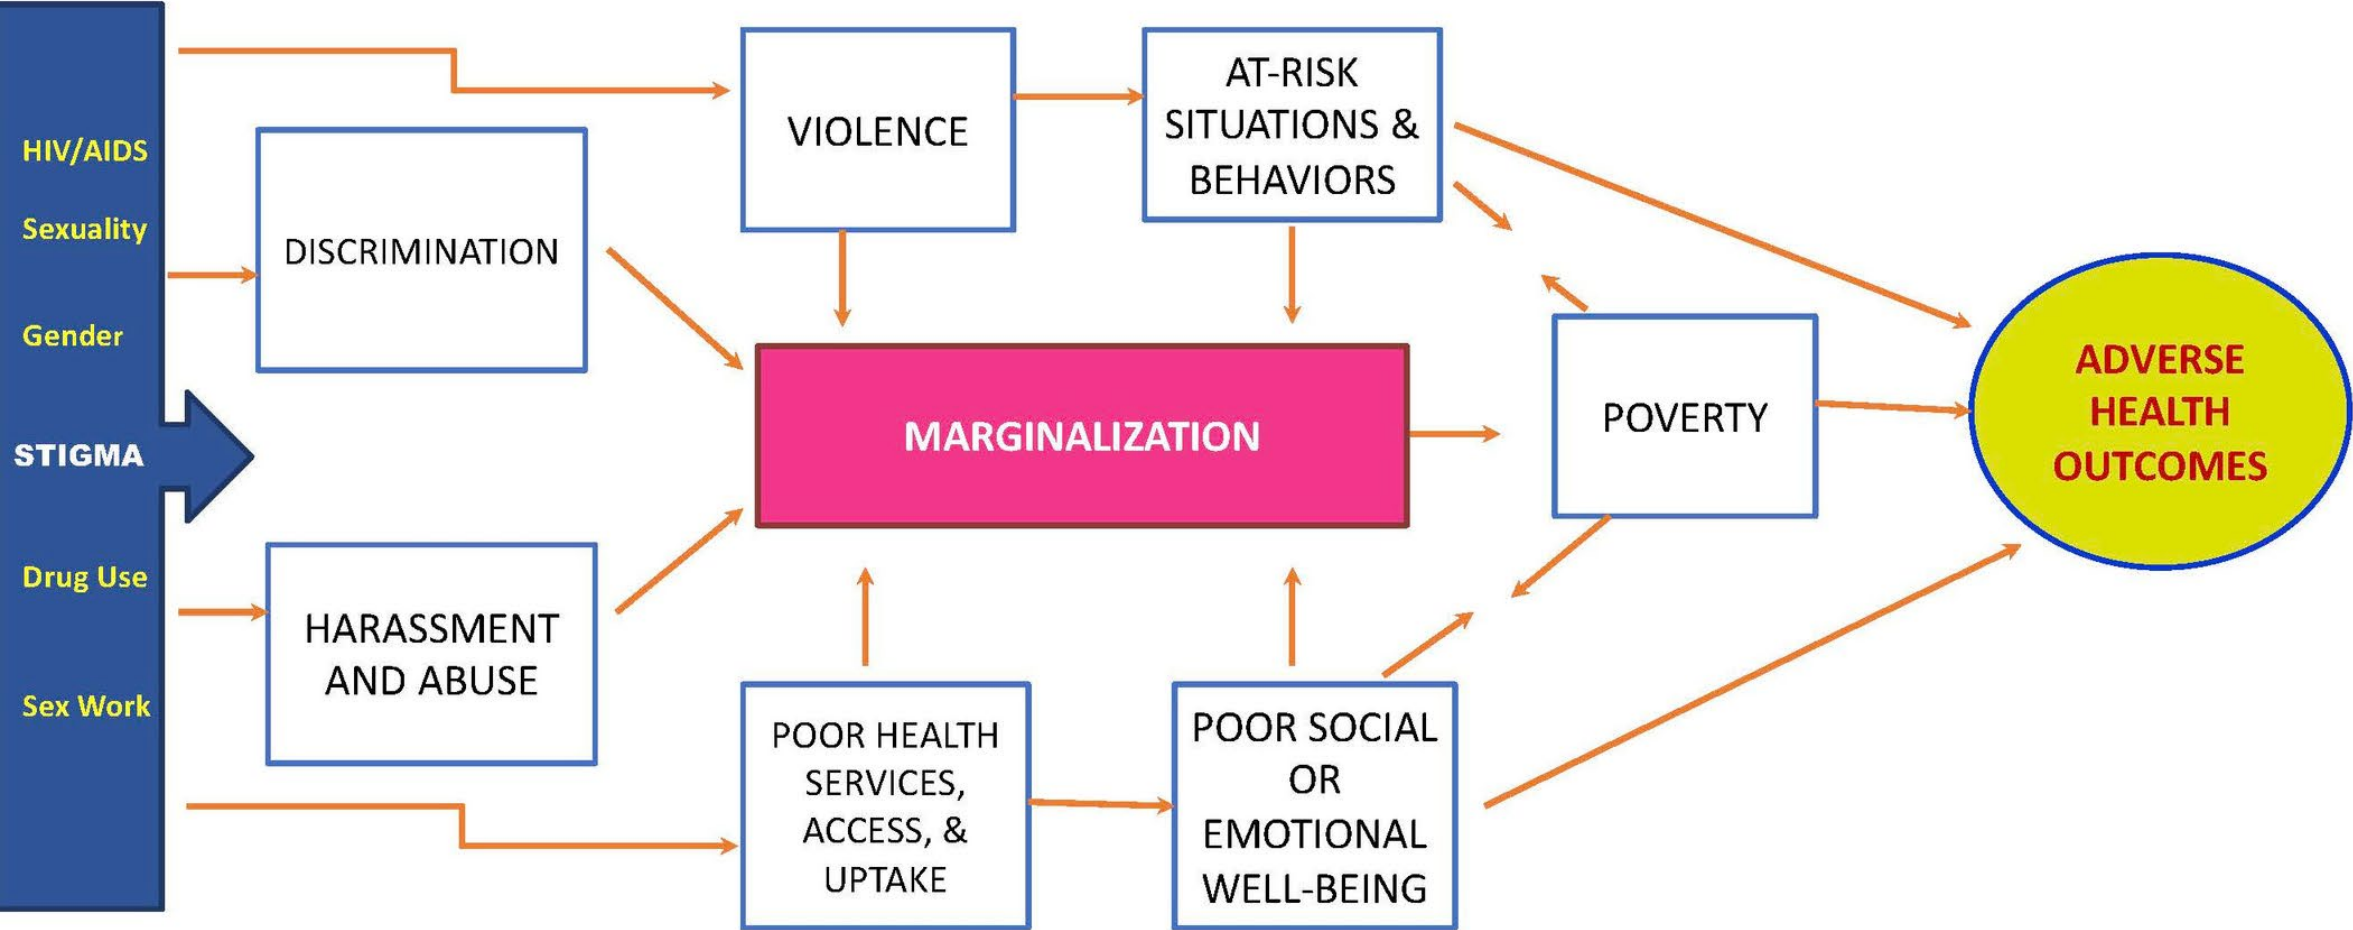 HIV/AIDS
Sexuality
Gender
STIGMA
Drug Use
Sex Work
DISCRIMINATION
HARASSMENT
AND ABUSE
VIOLENCE
AT-RISK
SITUATIONS &
BEHAVIORS
MARGINALIZATION
POOR HEALTH
SERVICES,
ACCESS, &
UPTAKE
POOR SOCIAL
OR
EMOTIONAL
WELL-BEING
POVERTY
ADVERSE
HEALTH
OUTCOMES